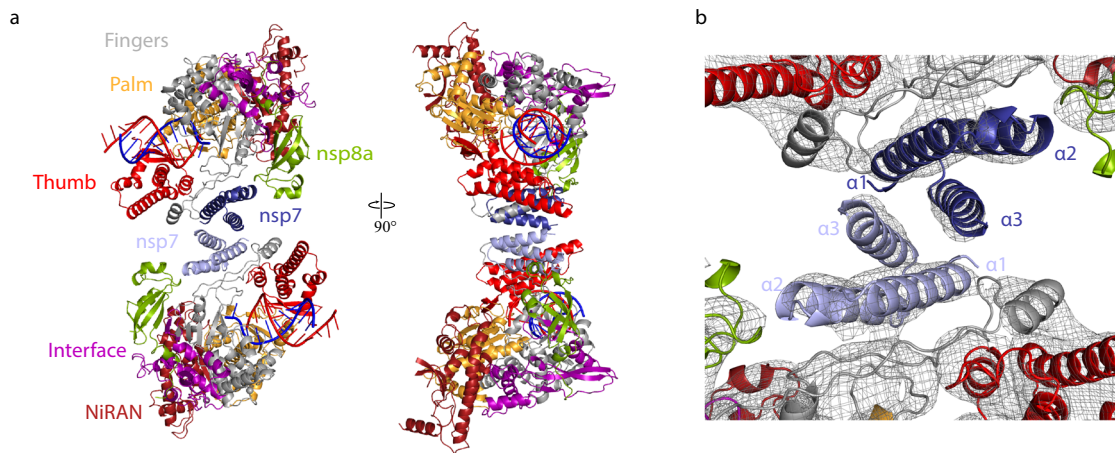 a
Fingers
Palm
Thumb
nsp8a
nsp7
nsp7
Interface
NiRAN
90°
b
α1
α2
α3
α3
α1
α2